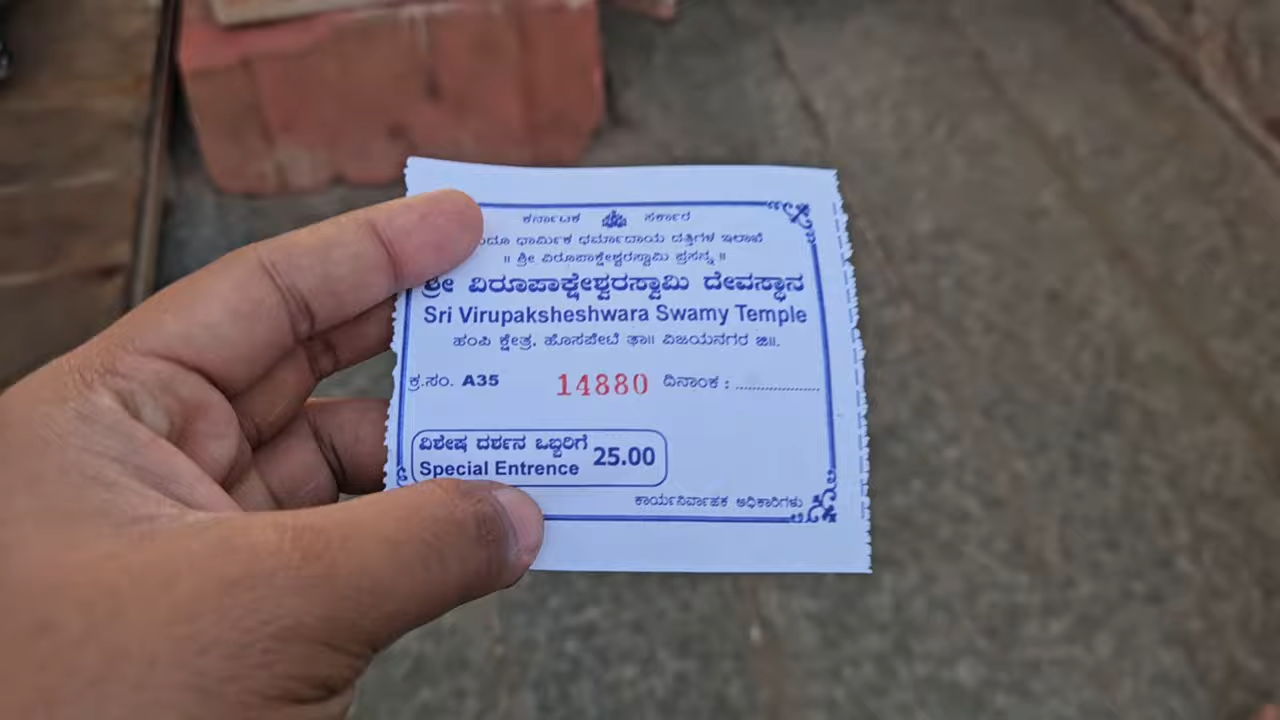 ಕರ್ನಾಟಕ ಸರ್ಕಾರ
ಧಾರ್ಮಿಕ ಧರ್ಮಾದಾಯ ದತ್ತಿಗಳ ಇಲಾಖೆ
॥ ಶ್ರೀ ವಿರೂಪಾಕ್ಷೇಶ್ವರಸ್ವಾಮಿ ಪ್ರಸನ್ನ ॥
ಶ್ರೀ ವಿರೂಪಾಕ್ಷೇಶ್ವರಸ್ವಾಮಿ ದೇವಸ್ಥಾನ
Sri Virupaksheshwara Swamy Temple
ಹಂಪಿ ಕ್ಷೇತ್ರ, ಹೊಸಪೇಟೆ ತಾ॥ ವಿಜಯನಗರ ಜಿ॥.
ಕ್ರ.ಸಂ. A35 14880 ದಿನಾಂಕ : ....................
ವಿಶೇಷ ದರ್ಶನ ಒಬ್ಬರಿಗೆ
Special Entrence 25.00
ಕಾರ್ಯನಿರ್ವಾಹಕ ಅಧಿಕಾರಿಗಳು